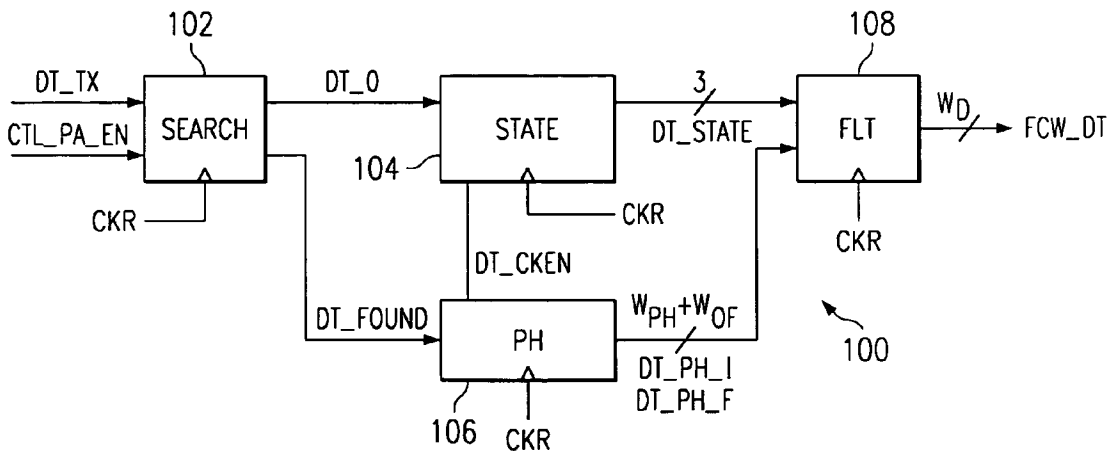 102
108
DT_TX
DT_0
3
W_D
CTL_PA_EN
SEARCH
STATE
DT_STATE
FLT
FCW_DT
104
CKR
CKR
CKR
DT_CKEN
DT_FOUND
PH
W_PH+W_OF
DT_PH_I
DT_PH_F
100
106
CKR